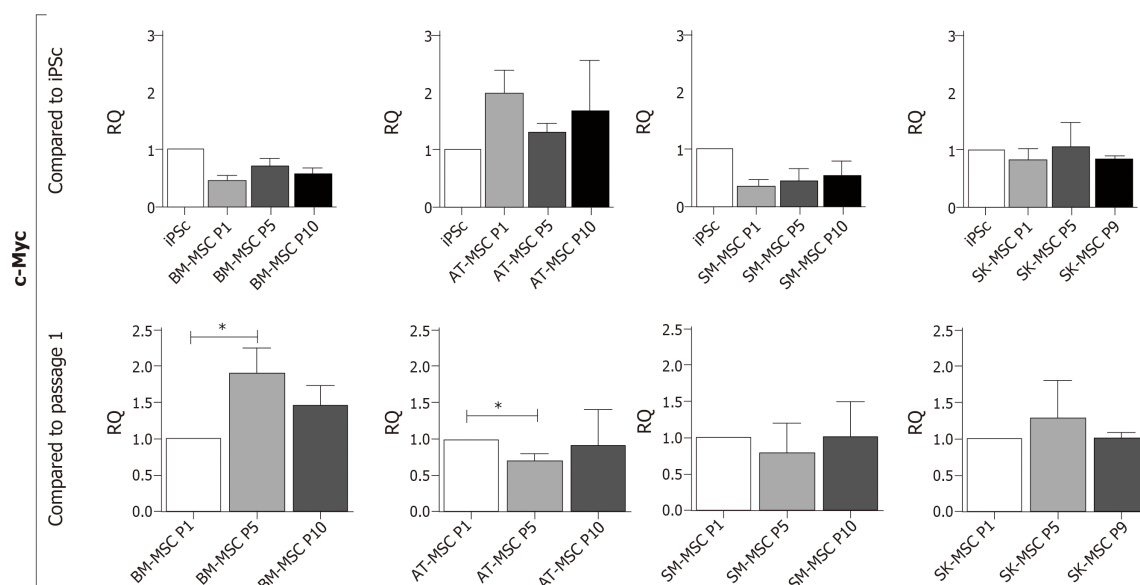 c-Myc
Compared to iPSc
RQ
3
2
1
0
iPSc
BM-MSC P1
BM-MSC P5
BM-MSC P10
RQ
3
2
1
0
iPSc
AT-MSC P1
AT-MSC P5
AT-MSC P10
RQ
3
2
1
0
iPSc
SM-MSC P1
SM-MSC P5
SM-MSC P10
RQ
3
2
1
0
iPSc
SK-MSC P1
SK-MSC P5
SK-MSC P9
Compared to passage 1
RQ
2.5
2.0
1.5
1.0
0.5
0.0
*
BM-MSC P1
BM-MSC P5
BM-MSC P10
RQ
2.5
2.0
1.5
1.0
0.5
0.0
*
AT-MSC P1
AT-MSC P5
AT-MSC P10
RQ
2.5
2.0
1.5
1.0
0.5
0.0
SM-MSC P1
SM-MSC P5
SM-MSC P10
RQ
2.5
2.0
1.5
1.0
0.5
0.0
SK-MSC P1
SK-MSC P5
SK-MSC P9